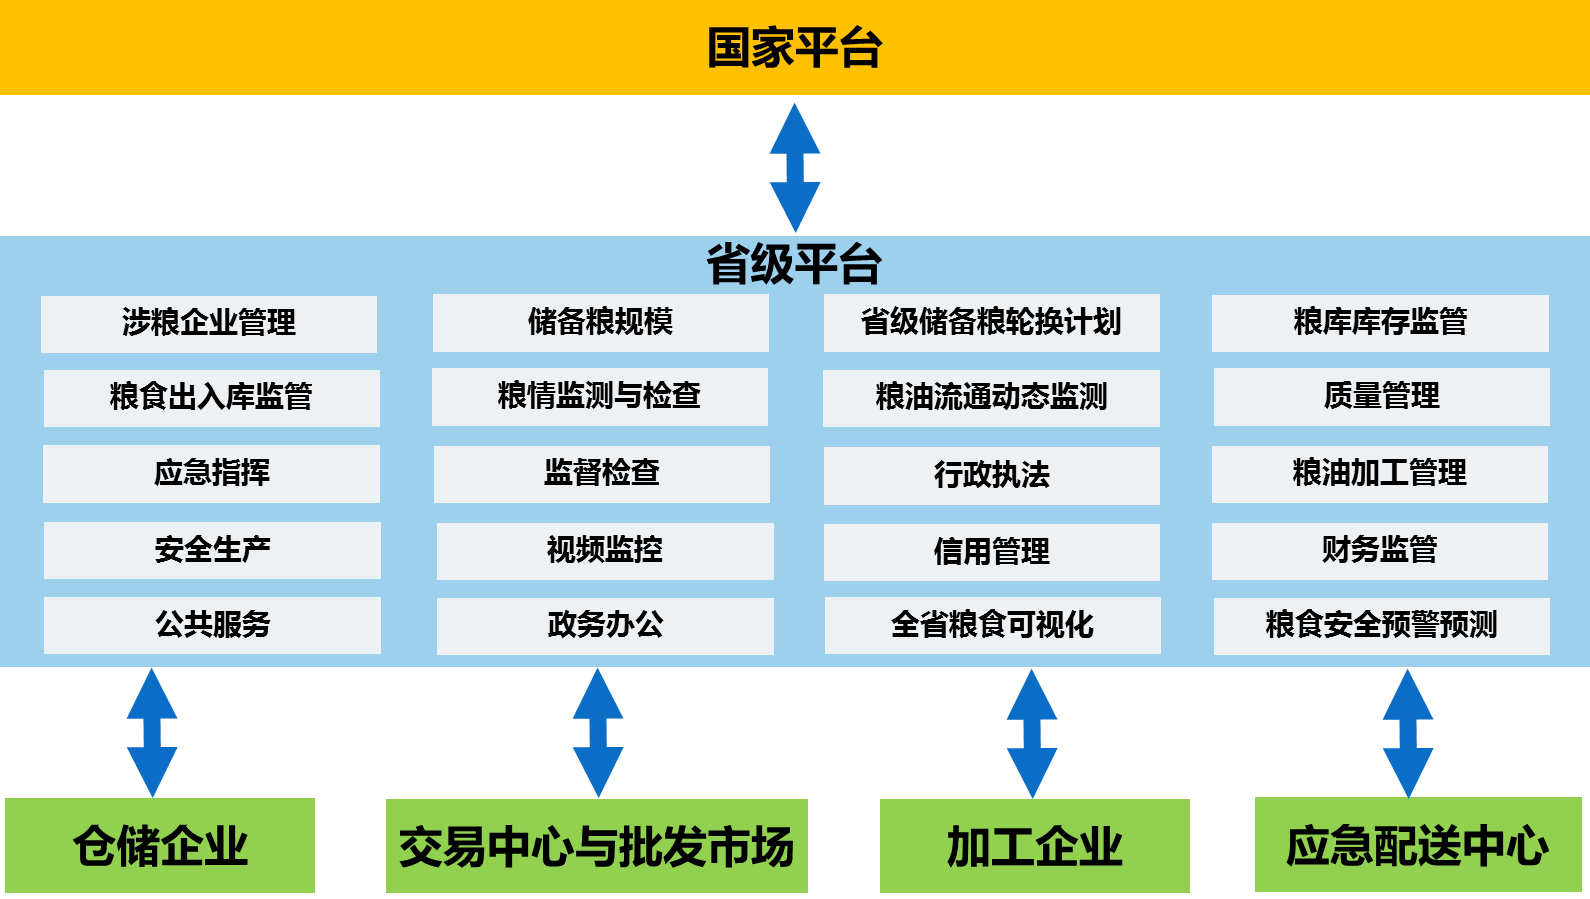 国家平台
省级平台
涉粮企业管理
储备粮规模
省级储备粮轮换计划
粮库库存监管
粮食出入库监管
粮情监测与检查
粮油流通动态监测
质量管理
应急指挥
监督检查
行政执法
粮油加工管理
安全生产
视频监控
信用管理
财务监管
公共服务
政务办公
全省粮食可视化
粮食安全预警预测
仓储企业
交易中心与批发市场
加工企业
应急配送中心